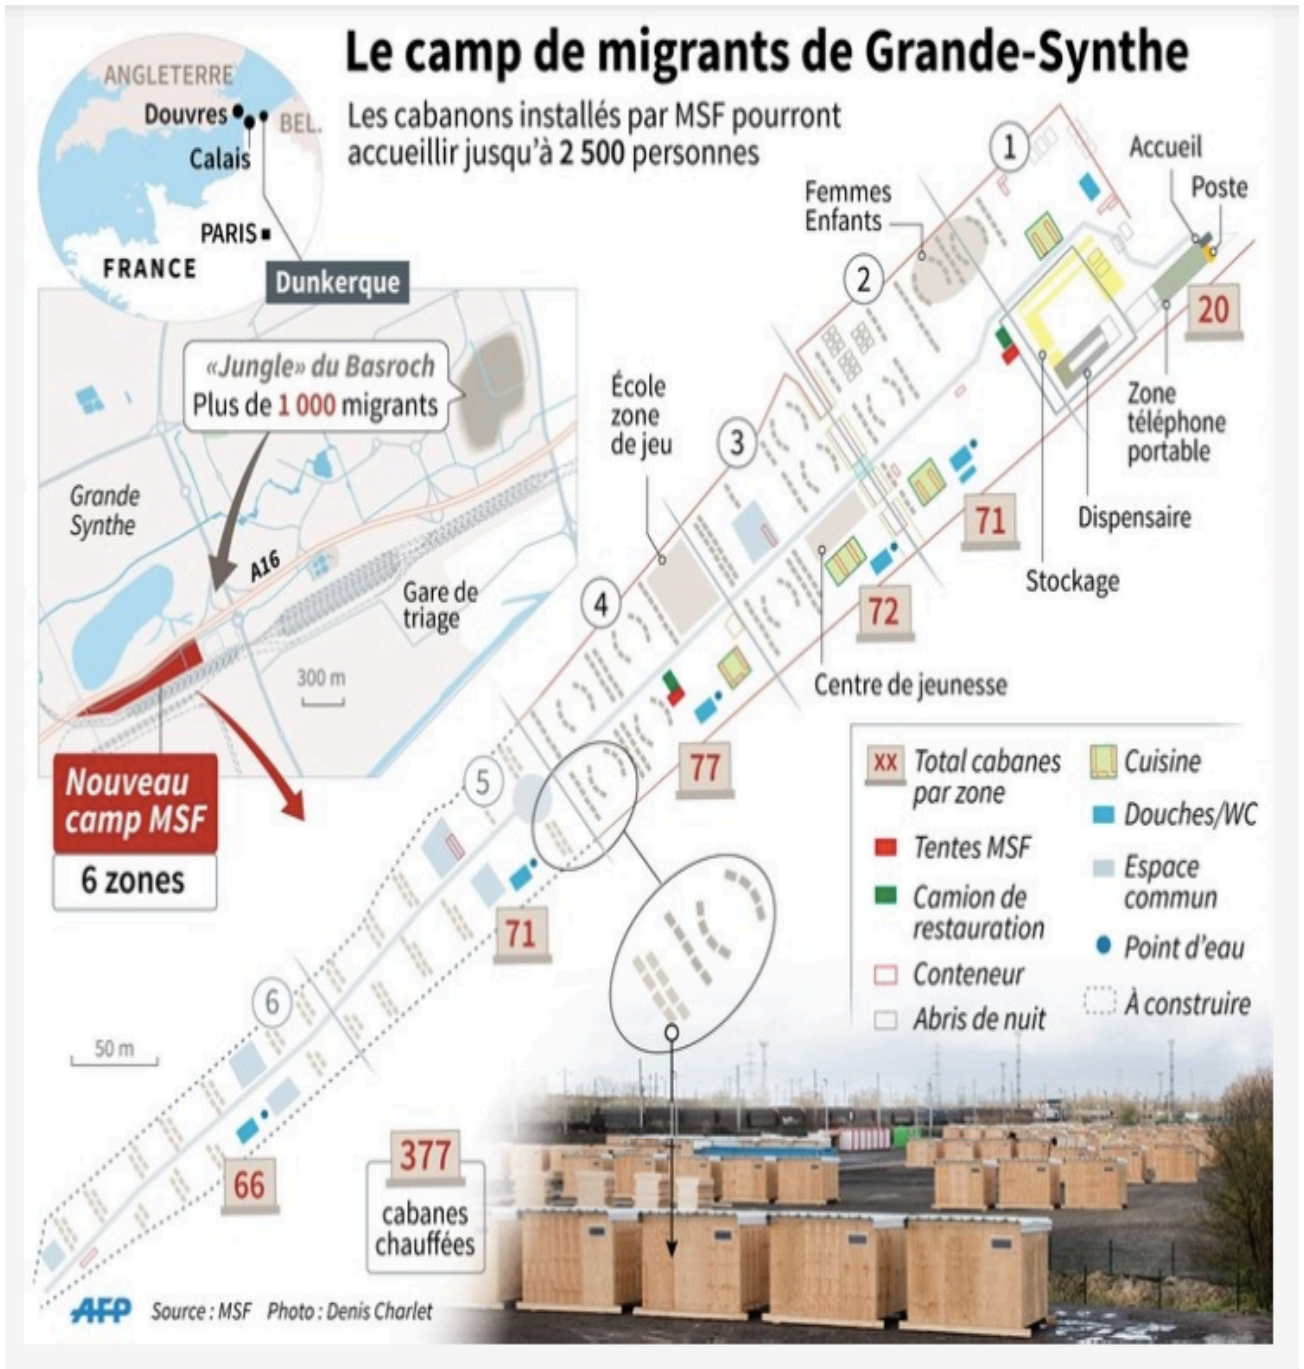 Le camp de migrants de Grande-Synthe
Les cabanons installés par MSF pourront
accueillir jusqu'à 2 500 personnes
ANGLETERRE
Douvres
BEL.
Calais
PARIS
FRANCE
Dunkerque
«Jungle» du Basroch
Plus de 1 000 migrants
Grande
Synthe
A16
Gare de
triage
300 m
Nouveau
camp MSF
6 zones
1
Accueil
Poste
Femmes
Enfants
2
20
Zone
téléphone
portable
École
zone
de jeu
3
71
Dispensaire
Stockage
4
72
Centre de jeunesse
77
5
71
6
50 m
66
377
cabanes
chauffées
XX Total cabanes
par zone
Tentes MSF
Camion de
restauration
Conteneur
Abris de nuit
Cuisine
Douches/WC
Espace
commun
Point d'eau
À construire
AFP Source : MSF Photo : Denis Charlet